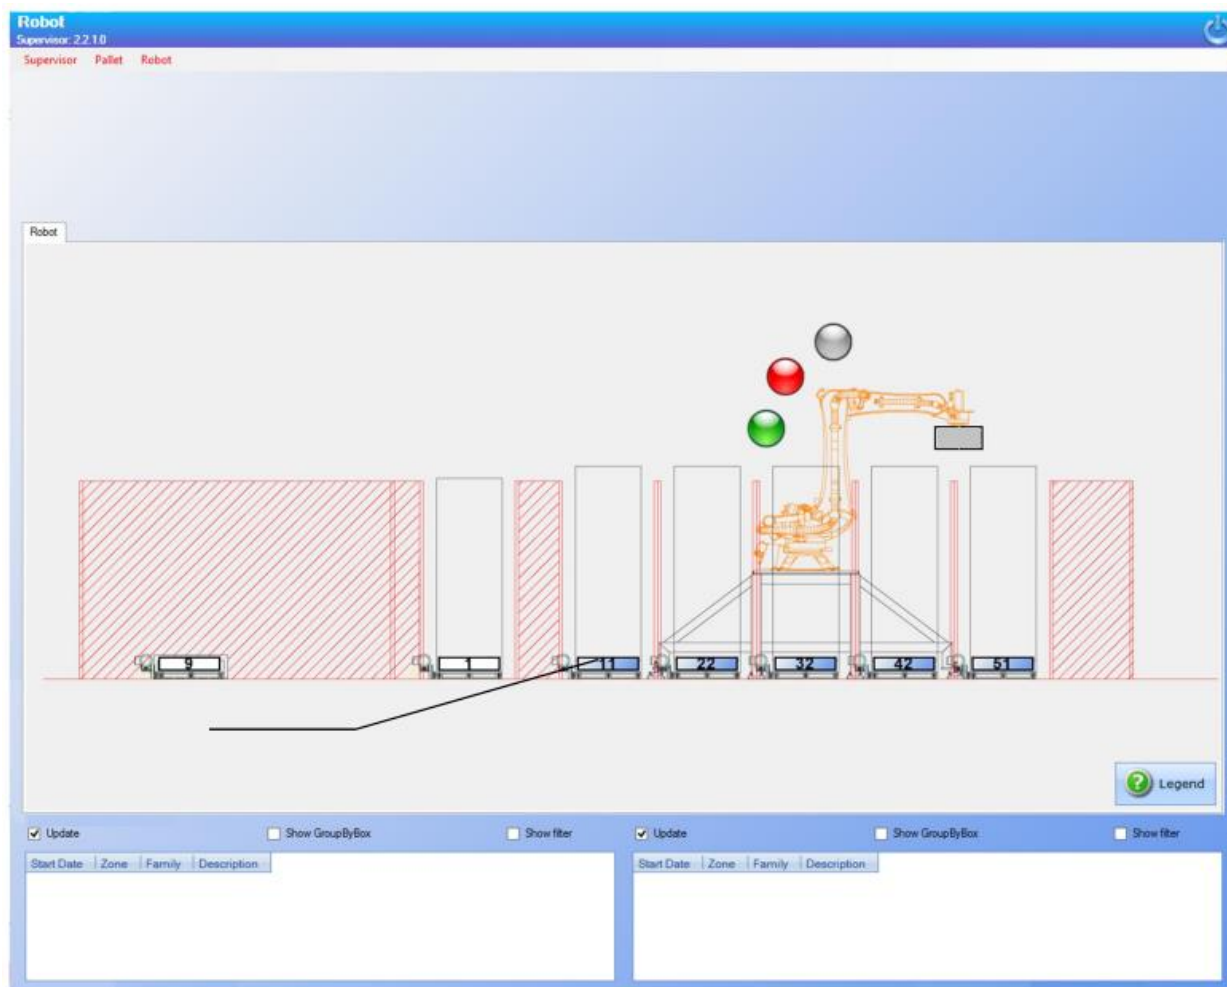 Robot
Supervisor: 2.2.1.0
Supervisor Pallet Robot
Robot
9 1 11 22 32 42 51
Legend
Update Show GroupByBox Show filter Update Show GroupByBox Show filter
Start Date Zone Family Description Start Date Zone Family Description